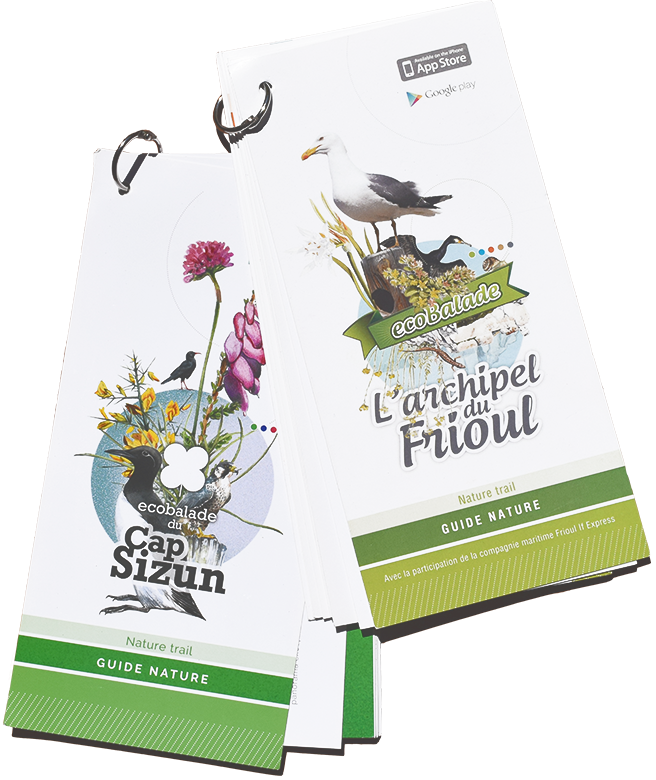 Available on the iPhone
App Store
Google play
ecoBalade
L'archipel
du
Frioul
Nature trail
GUIDE NATURE
Avec la participation de la compagnie maritime Frioul If Express
ecobalade
du
Cap
Sizun
Nature trail
GUIDE NATURE